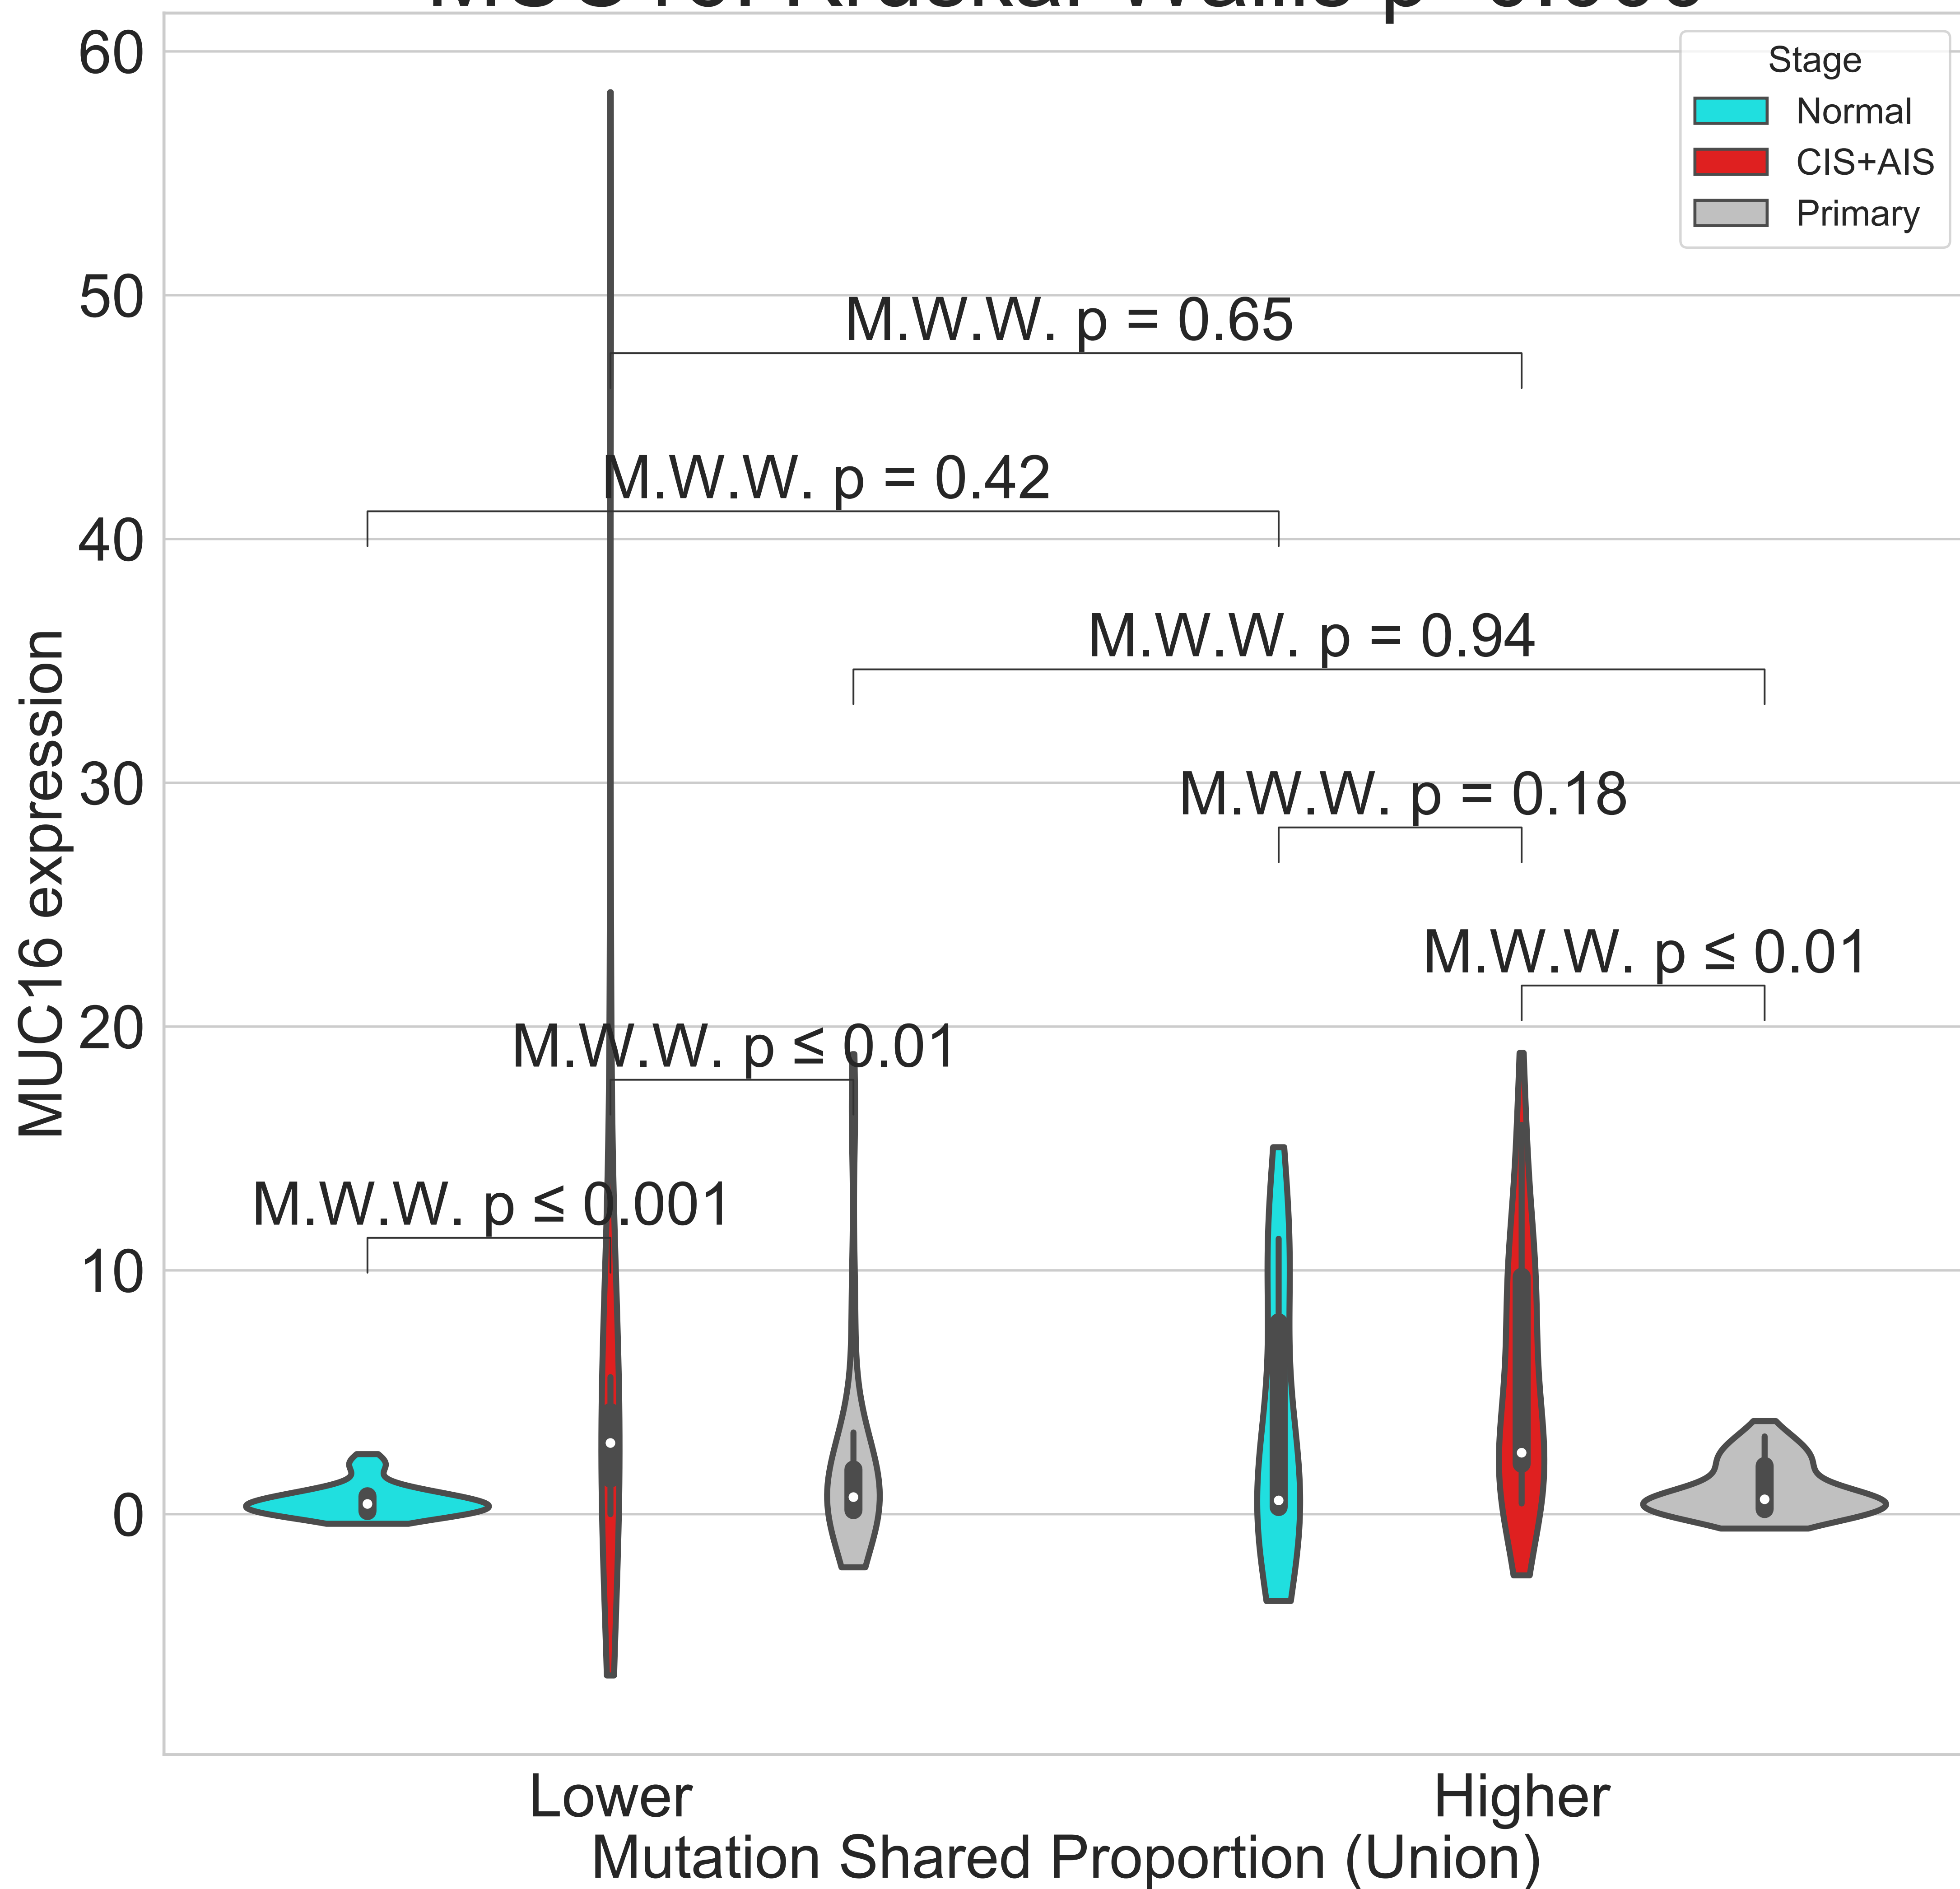 60
50
40
30
20
10
0
MUC16 expression
Stage
Normal
CIS+AIS
Primary
M.W.W. p = 0.65
M.W.W. p = 0.42
M.W.W. p = 0.94
M.W.W. p = 0.18
M.W.W. p ≤ 0.01
M.W.W. p ≤ 0.01
M.W.W. p ≤ 0.001
Lower
Higher
Mutation Shared Proportion (Union)